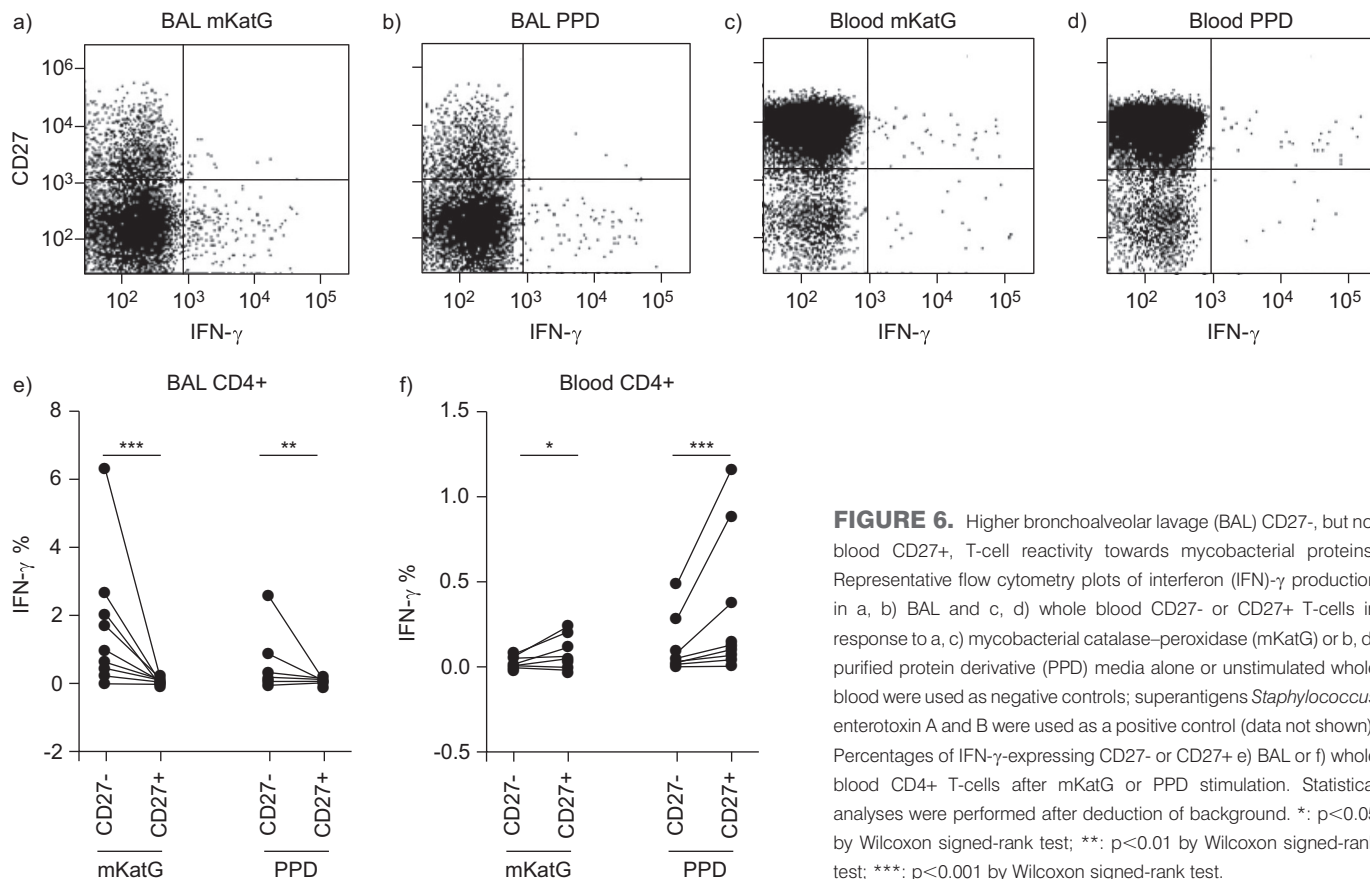 a) BAL mKatG
b) BAL PPD
c) Blood mKatG
d) Blood PPD
CD27
10⁶
10⁴
10³
10²
10² 10³ 10⁴ 10⁵
IFN-γ
10² 10³ 10⁴ 10⁵
IFN-γ
10² 10³ 10⁴ 10⁵
IFN-γ
10² 10³ 10⁴ 10⁵
IFN-γ
e) BAL CD4+
IFN-γ %
8
6
4
2
0
-2
*** **
CD27- CD27+ CD27- CD27+
mKatG PPD
f) Blood CD4+
IFN-γ %
1.5
1.0
0.5
0.0
-0.5
* ***
CD27- CD27+ CD27- CD27+
mKatG PPD
FIGURE 6. Higher bronchoalveolar lavage (BAL) CD27-, but no
blood CD27+, T-cell reactivity towards mycobacterial proteins
Representative flow cytometry plots of interferon (IFN)-γ production
in a, b) BAL and c, d) whole blood CD27- or CD27+ T-cells in
response to a, c) mycobacterial catalase–peroxidase (mKatG) or b, d
purified protein derivative (PPD) media alone or unstimulated whole
blood were used as negative controls; superantigens Staphylococcus
enterotoxin A and B were used as a positive control (data not shown)
Percentages of IFN-γ-expressing CD27- or CD27+ e) BAL or f) whole
blood CD4+ T-cells after mKatG or PPD stimulation. Statistical
analyses were performed after deduction of background. *: p<0.05
by Wilcoxon signed-rank test; **: p<0.01 by Wilcoxon signed-rank
test; ***: p<0.001 by Wilcoxon signed-rank test.